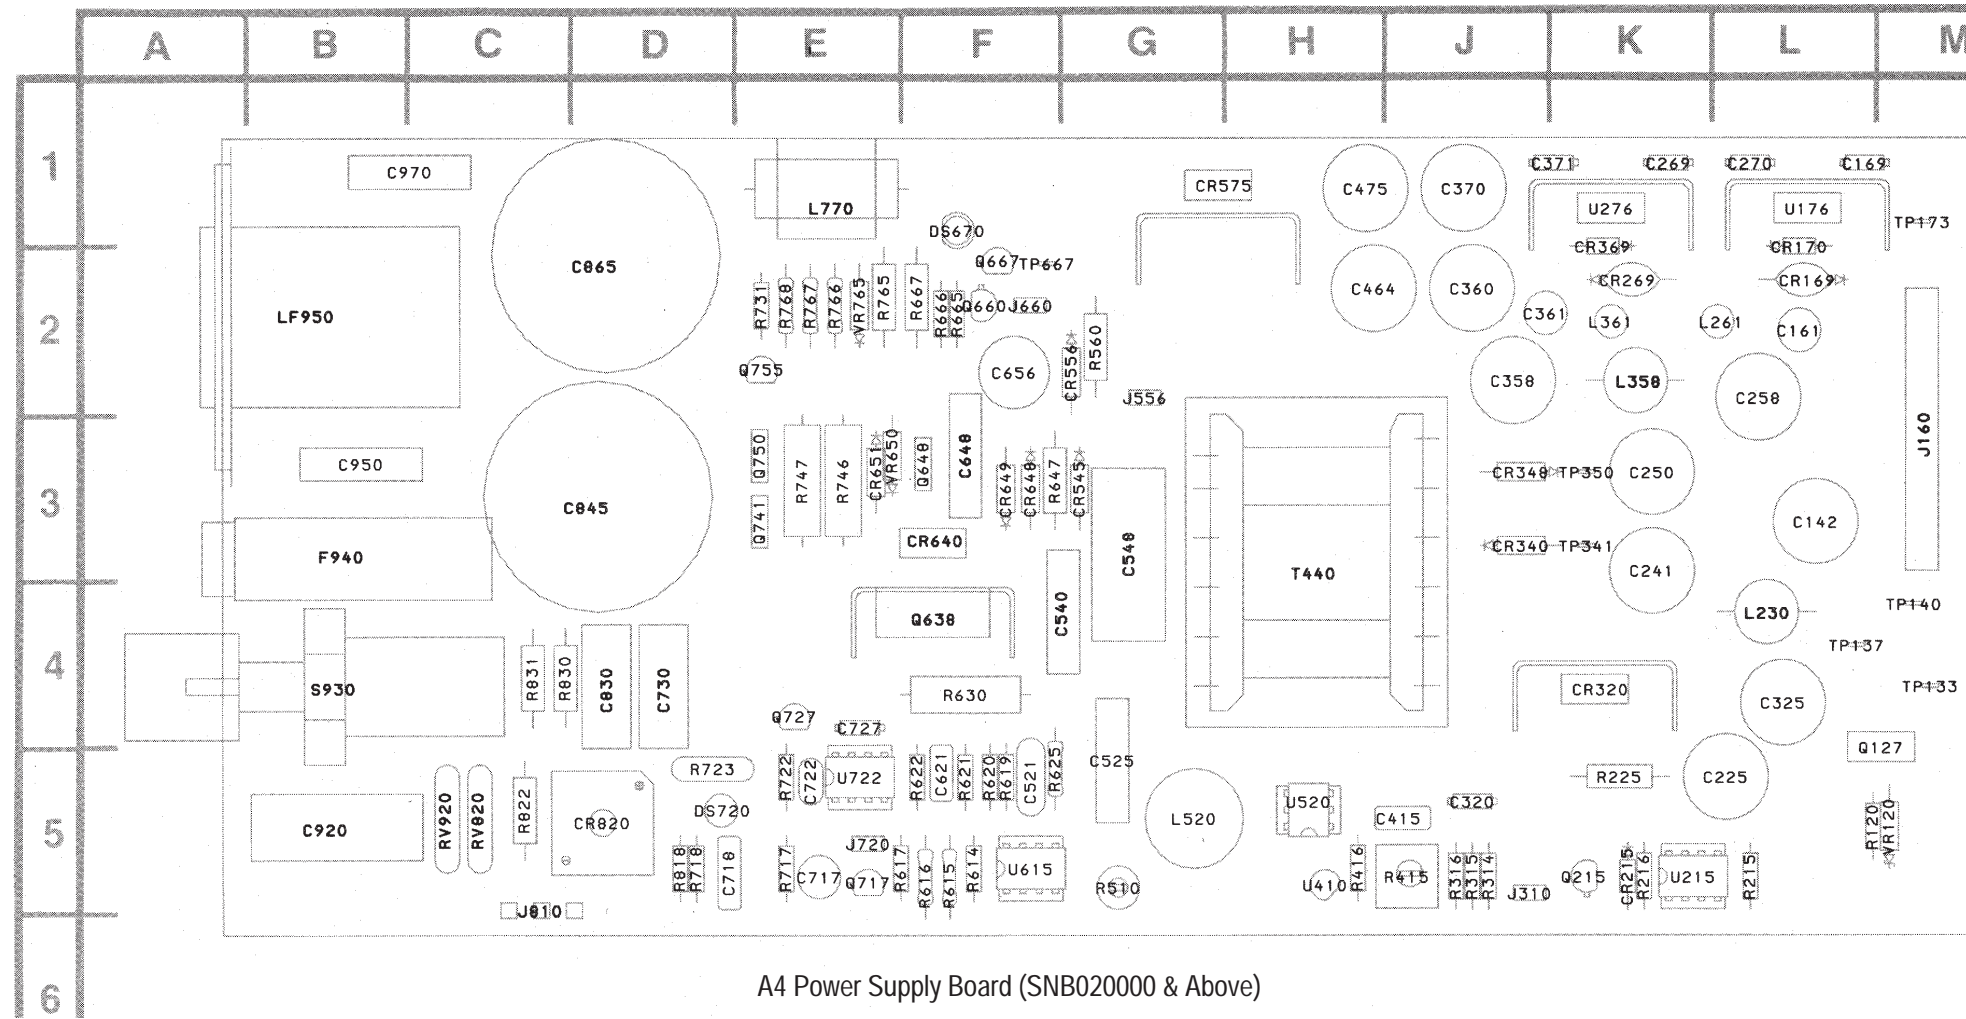 A B C D E F G H J K L M
1
C970 CR575 C475 C370 C371 C269 C270 C169
L770 U276 U176 TP173
DS670
CR369 CR170
Q667 TP667
C865
R731 R768 R767 R766 VR765 R765 R667 R666 R665 Q660 J660 C464 C360 CR269 CR169
2
LF950 R560 C361 L361 L261 C161
Q755 C656 CR556 C358 L358 C258
J556
J160
3
C950 Q750 R747 R746 CR651 VR650 Q648 C648 CR649 CR648 R647 CR545 CR348 TP350 C250
C845 Q741 C142
F940 CR640 C548 CR340 TP341 C241
T440
4
Q638 C540 L230 TP140
TP137
S930 R831 R830 C830 C730 R630 CR320 TP133
C325
Q727 C727
Q127
R723 R722 C722 U722 R622 C621 R621 R620 R619 C521 R625 C525 R225 C225
DS720 U520 C320
5
C920 RV920 RV820 R822 CR820 L520 C415 R120 VR120
J720
R818 R718 C718 R717 C717 Q717 R617 R616 R615 R614 U615 R510 U410 R416 R415 R316 R315 R314 J310 Q215 CR215 R216 U215 R215
J810
6
A4 Power Supply Board (SNB020000 & Above)